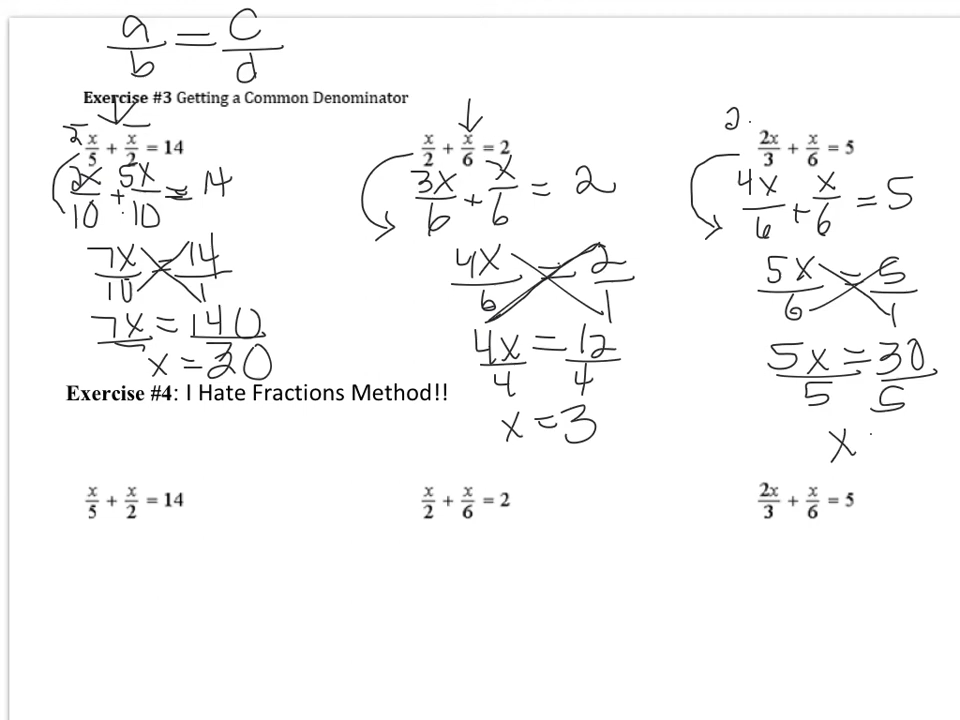 a/b = c/d
Exercise #3 Getting a Common Denominator
2.
x/5 + x/2 = 14
x/2 + x/6 = 2
2x/3 + x/6 = 5
2x/10 + 5x/10 = 14
3x/6 + x/6 = 2
4x/6 + x/6 = 5
7x/10 = 14/1
4x/6 = 2/1
5x/6 = 5/1
7x = 140
4x/4 = 12/4
5x/5 = 30/5
x = 20
x = 3
x
Exercise #4: I Hate Fractions Method!!
x/5 + x/2 = 14
x/2 + x/6 = 2
2x/3 + x/6 = 5